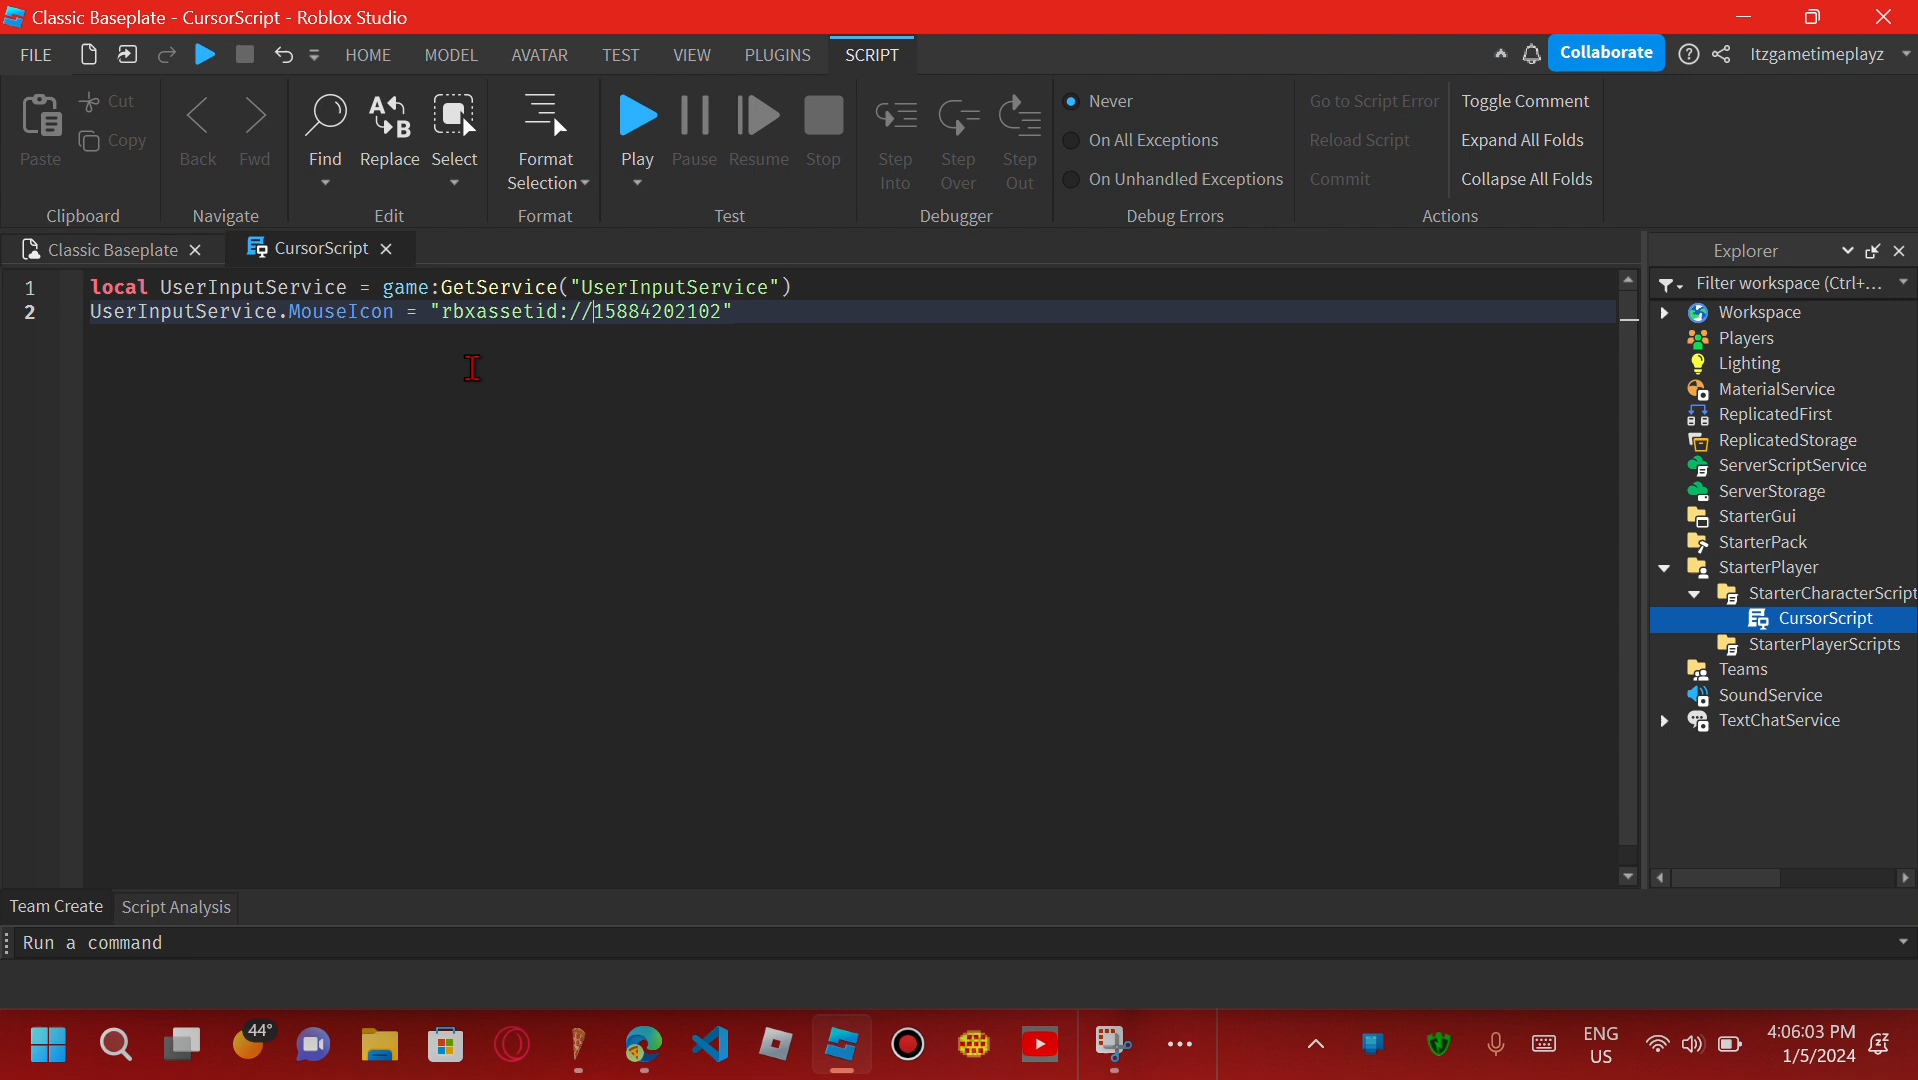 Classic Baseplate - CursorScript - Roblox Studio
FILE HOME MODEL AVATAR TEST VIEW PLUGINS SCRIPT Collaborate Itzgametimeplayz
Paste Cut Copy
Clipboard
Back Fwd
Navigate
Find Replace Select
Edit
Format
Selection
Format
Play Pause Resume Stop
Test
Step Into
Step Over
Step Out
Debugger
Never
On All Exceptions
On Unhandled Exceptions
Debug Errors
Go to Script Error
Reload Script
Commit
Toggle Comment
Expand All Folds
Collapse All Folds
Actions
Classic Baseplate
CursorScript
1 local UserInputService = game:GetService("UserInputService")
2 UserInputService.MouseIcon = "rbxassetid://15884202102"
Explorer
Filter workspace (Ctrl+...
Workspace
Players
Lighting
MaterialService
ReplicatedFirst
ReplicatedStorage
ServerScriptService
ServerStorage
StarterGui
StarterPack
StarterPlayer
StarterCharacterScript
CursorScript
StarterPlayerScripts
Teams
SoundService
TextChatService
Team Create Script Analysis
Run a command
44°
ENG
US
4:06:03 PM
1/5/2024